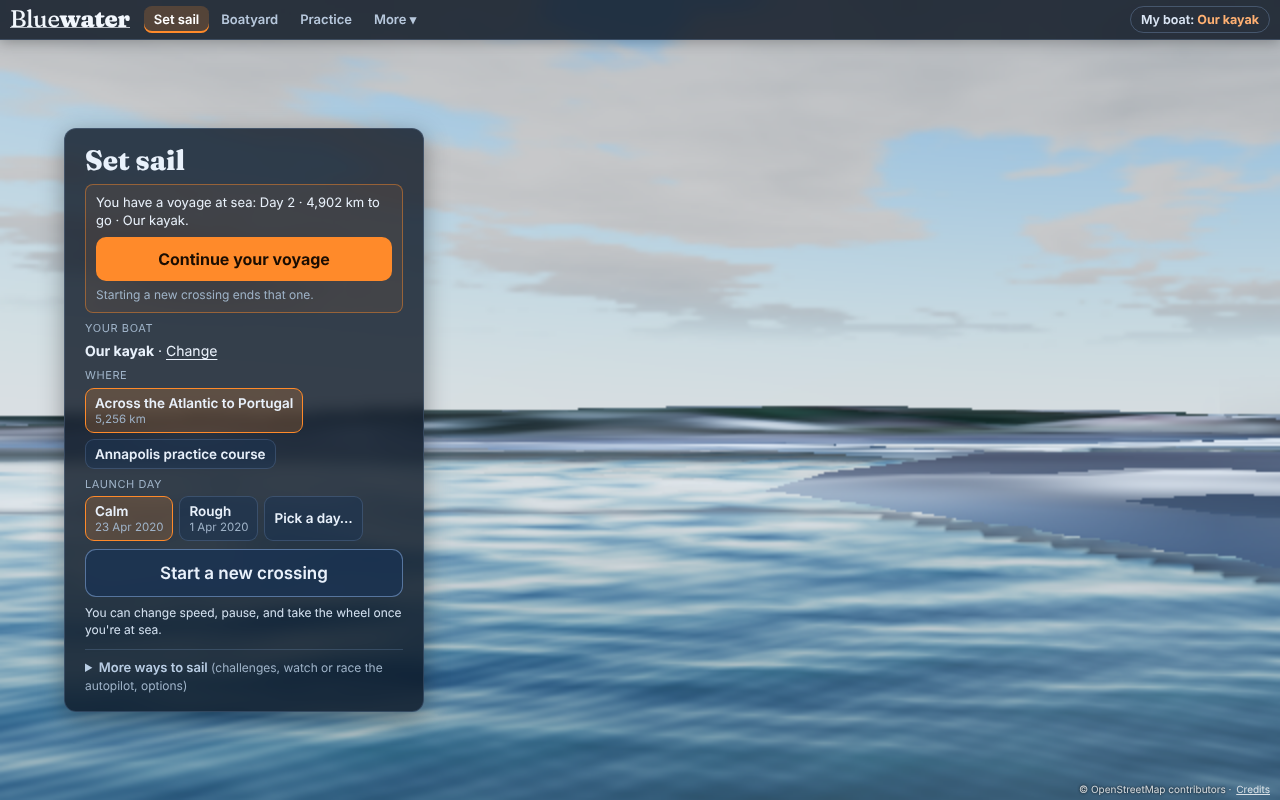 Bluewater
Set sail
Boatyard
Practice
More ▾
My boat: Our kayak
Set sail
You have a voyage at sea: Day 2 · 4,902 km to
go · Our kayak.
Continue your voyage
Starting a new crossing ends that one.
YOUR BOAT
Our kayak · Change
WHERE
Across the Atlantic to Portugal
5,256 km
Annapolis practice course
LAUNCH DAY
Calm
23 Apr 2020
Rough
1 Apr 2020
Pick a day...
Start a new crossing
You can change speed, pause, and take the wheel once
you're at sea.
▶ More ways to sail (challenges, watch or race the
autopilot, options)
© OpenStreetMap contributors · Credits